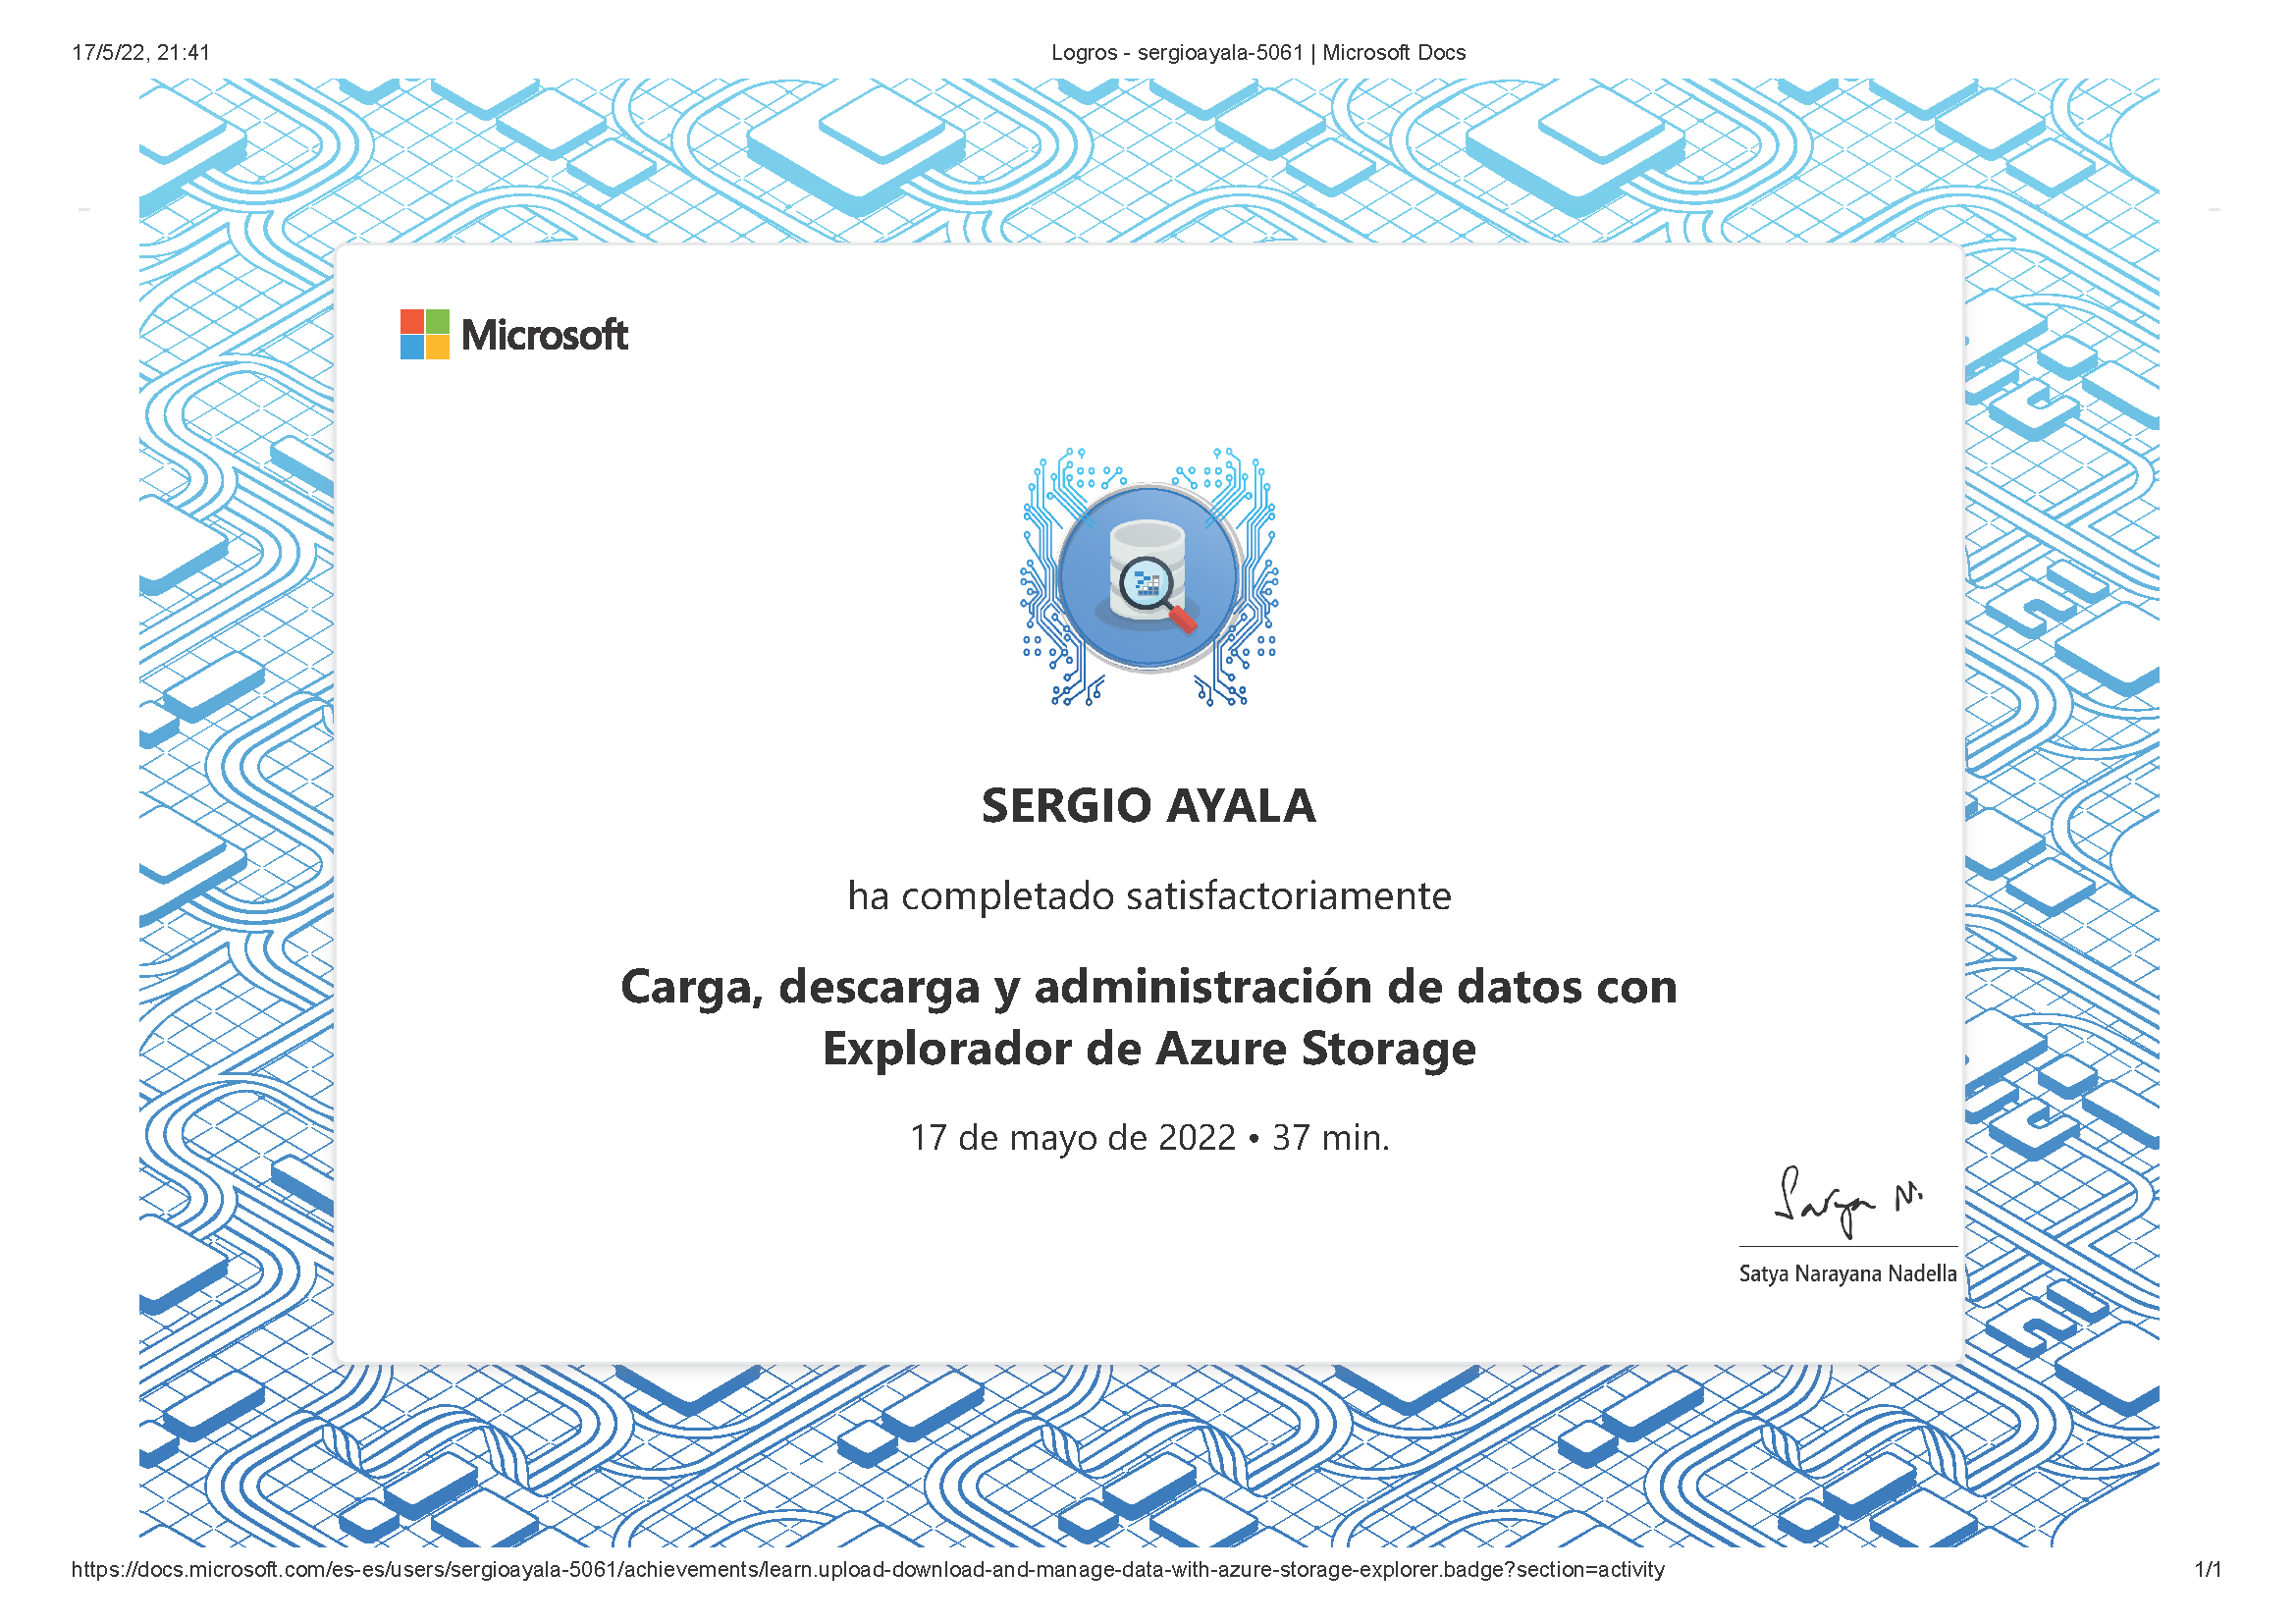 17/5/22, 21:41
Logros - sergioayala-5061 | Microsoft Docs
Microsoft
SERGIO AYALA
ha completado satisfactoriamente
Carga, descarga y administración de datos con
Explorador de Azure Storage
17 de mayo de 2022 • 37 min.
Satya N.
Satya Narayana Nadella
https://docs.microsoft.com/es-es/users/sergioayala-5061/achievements/learn.upload-download-and-manage-data-with-azure-storage-explorer.badge?section=activity
1/1